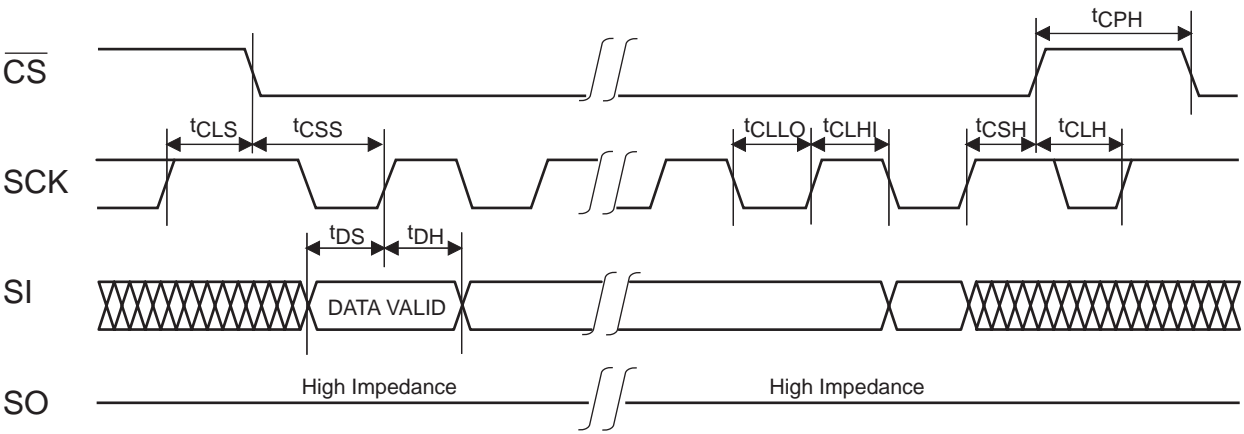 tCPH
CS
tCLS tCSS tCLLO tCLHI tCSH tCLH
SCK
tDS tDH
SI
DATA VALID
High Impedance High Impedance
SO